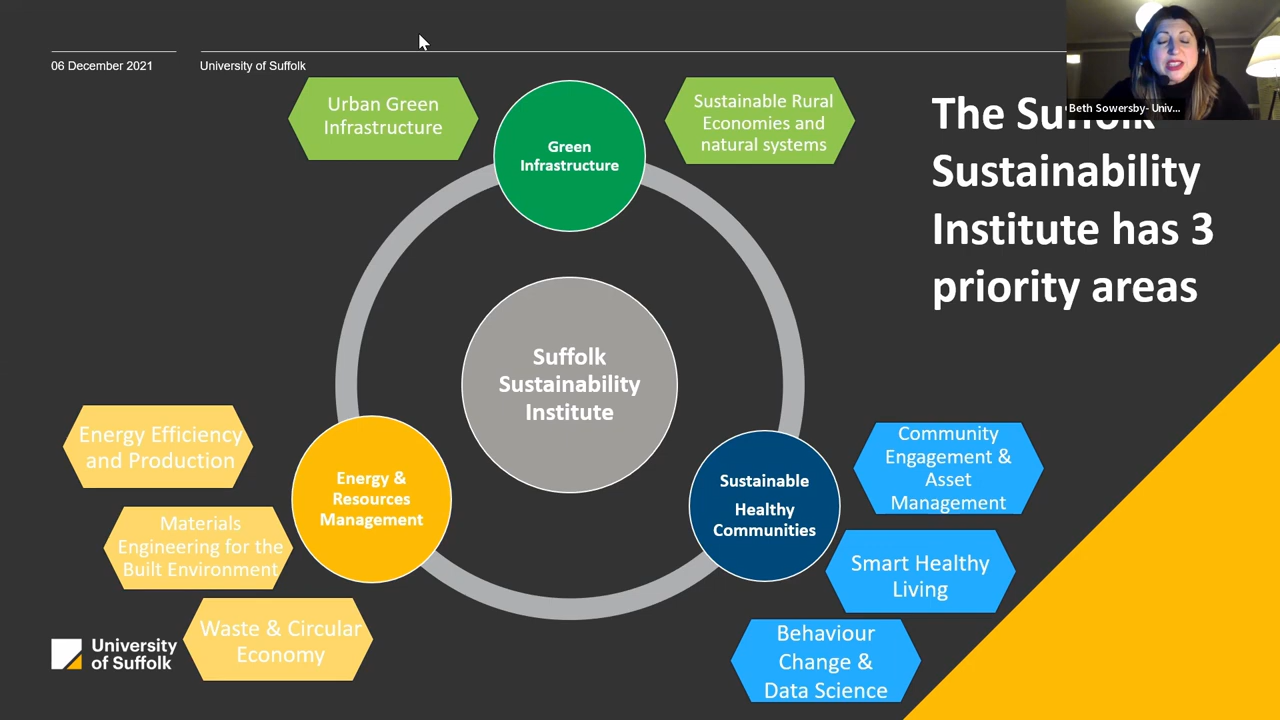 06 December 2021
University of Suffolk
Beth Sowersby- Univ...
The Suffolk
Sustainability
Institute has 3
priority areas
Urban Green
Infrastructure
Green
Infrastructure
Sustainable Rural
Economies and
natural systems
Suffolk
Sustainability
Institute
Energy Efficiency
and Production
Materials
Engineering for the
Built Environment
Waste & Circular
Economy
Energy &
Resources
Management
Sustainable
Healthy
Communities
Community
Engagement &
Asset
Management
Smart Healthy
Living
Behaviour
Change &
Data Science
University
of Suffolk